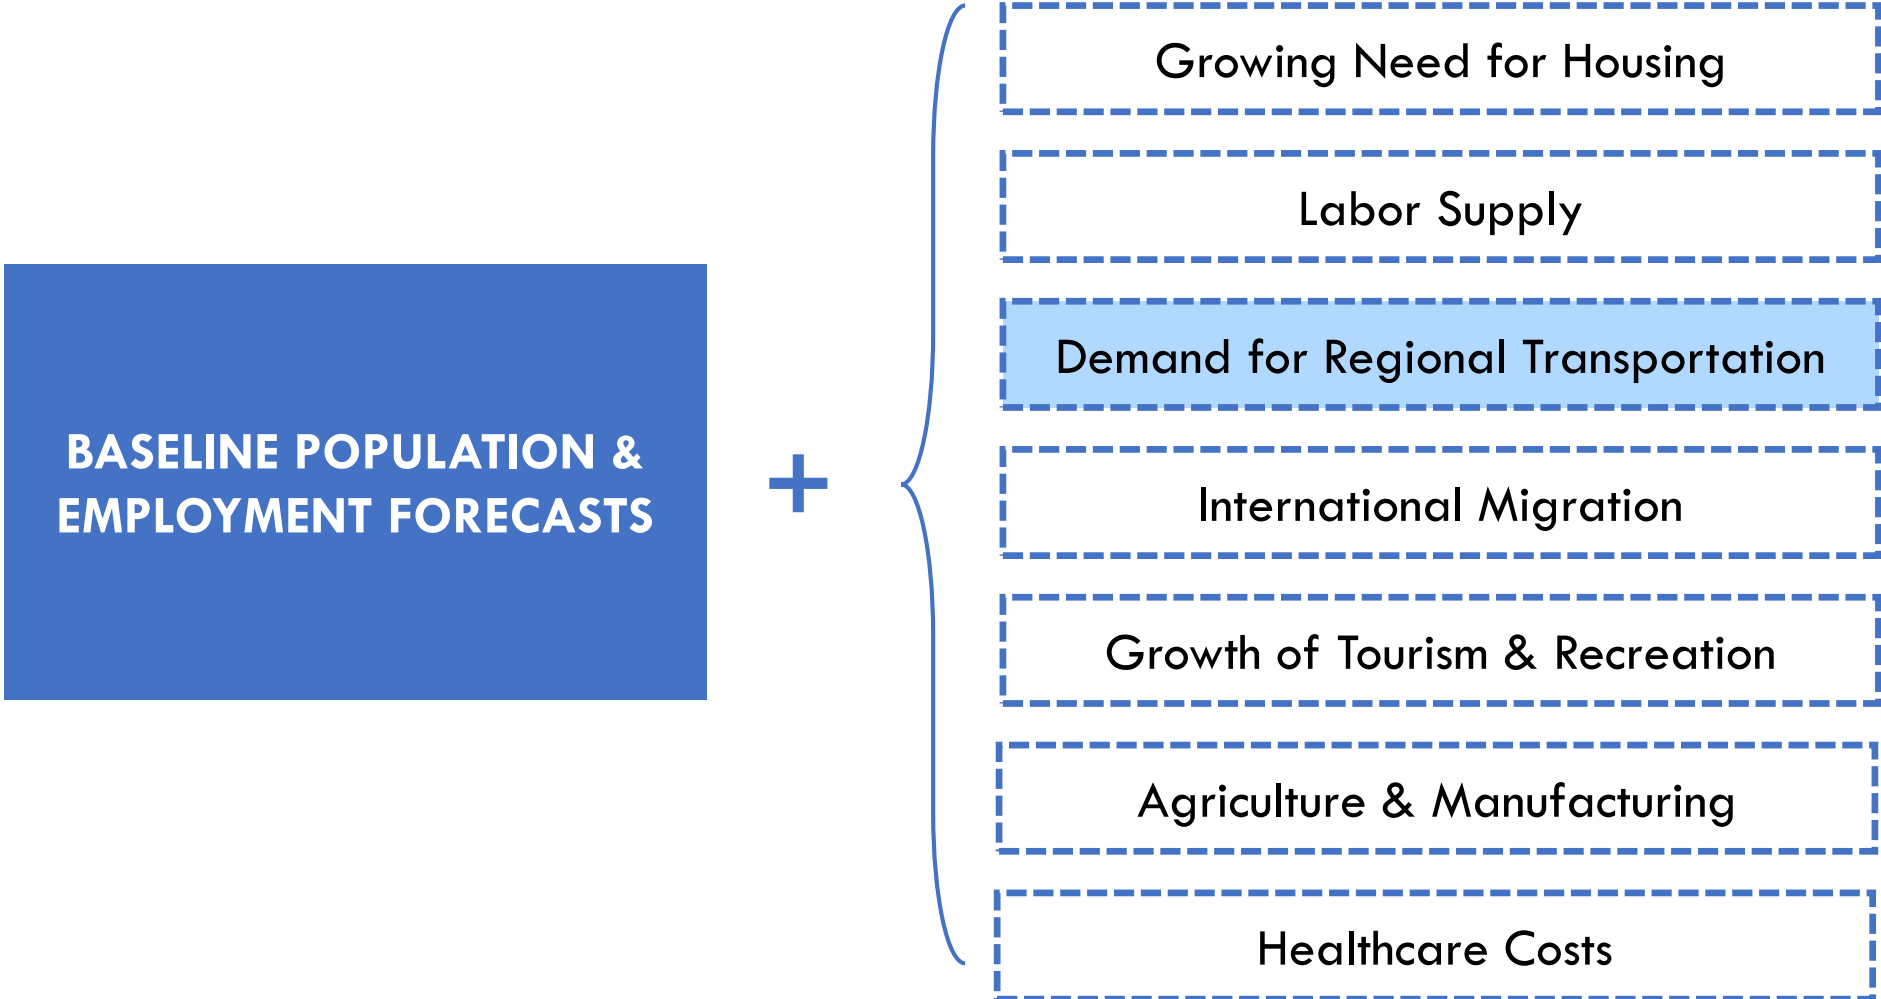 BASELINE POPULATION &
EMPLOYMENT FORECASTS
+
Growing Need for Housing
Labor Supply
Demand for Regional Transportation
International Migration
Growth of Tourism & Recreation
Agriculture & Manufacturing
Healthcare Costs